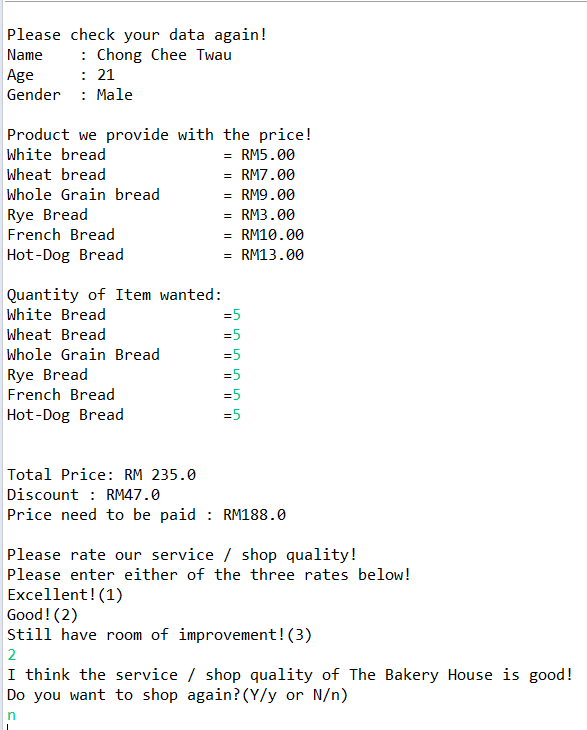 Please check your data again!
Name    : Chong Chee Twau
Age     : 21
Gender  : Male
Product we provide with the price!
White bread             = RM5.00
Wheat bread             = RM7.00
Whole Grain bread       = RM9.00
Rye Bread               = RM3.00
French Bread            = RM10.00
Hot-Dog Bread           = RM13.00
Quantity of Item wanted:
White Bread             =5
Wheat Bread             =5
Whole Grain Bread       =5
Rye Bread               =5
French Bread            =5
Hot-Dog Bread           =5
Total Price: RM 235.0
Discount : RM47.0
Price need to be paid : RM188.0
Please rate our service / shop quality!
Please enter either of the three rates below!
Excellent!(1)
Good!(2)
Still have room of improvement!(3)
2
I think the service / shop quality of The Bakery House is good!
Do you want to shop again?(Y/y or N/n)
n